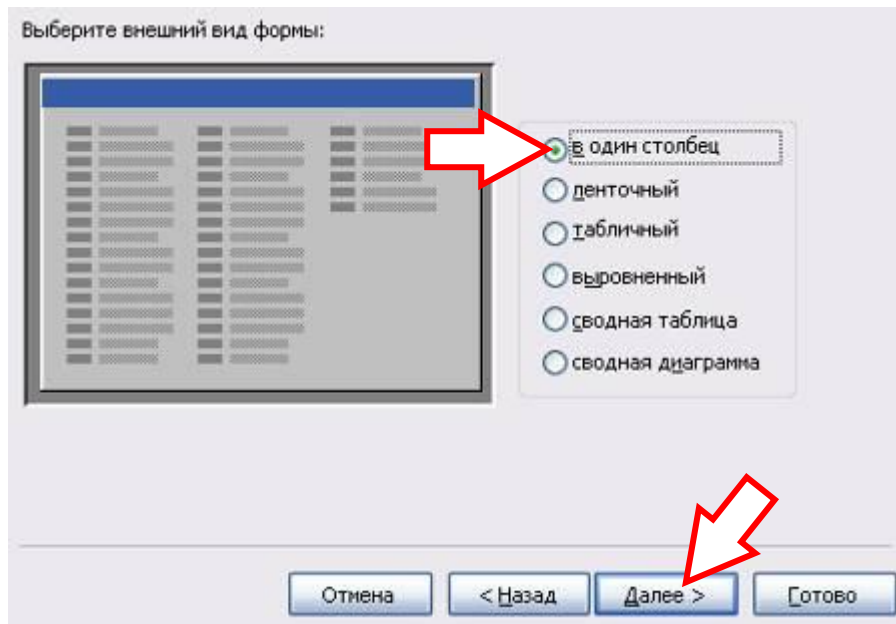 Выберите внешний вид формы:
в один столбец
ленточный
табличный
выровненный
сводная таблица
сводная диаграмма
Отмена
< Назад
Далее >
Готово